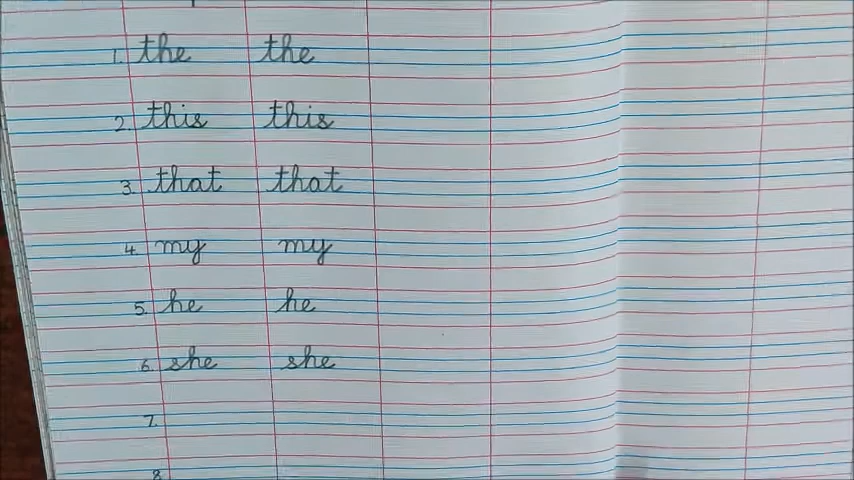 1. the the
2. this this
3. that that
4. my my
5. he he
6. she she
7.
8.